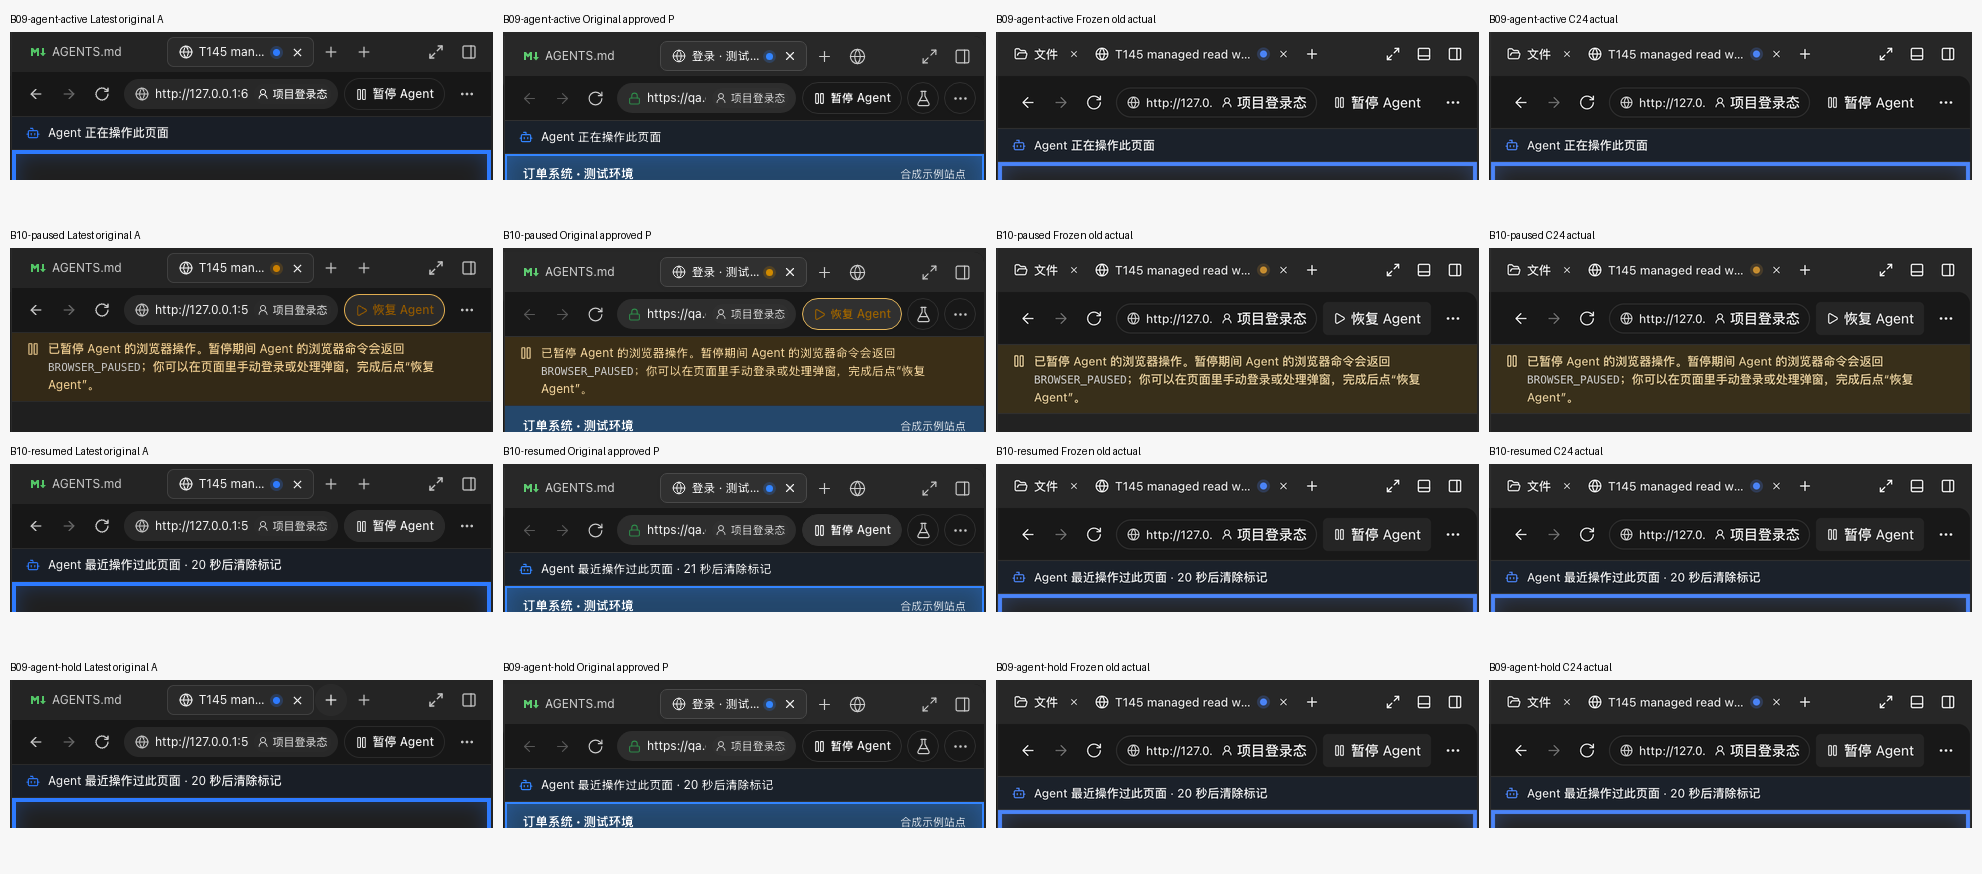 B09-agent-active Latest original A
AGENTS.md
T145 man...
http://127.0.0.1:6
项目登录态
暂停 Agent
Agent 正在操作此页面
B09-agent-active Original approved P
AGENTS.md
登录 · 测试...
https://qa.
项目登录态
暂停 Agent
Agent 正在操作此页面
订单系统 · 测试环境
合成示例站点
B09-agent-active Frozen old actual
文件
T145 managed read w...
http://127.0.
项目登录态
暂停 Agent
Agent 正在操作此页面
B09-agent-active C24 actual
文件
T145 managed read w...
http://127.0.
项目登录态
暂停 Agent
Agent 正在操作此页面
B10-paused Latest original A
AGENTS.md
T145 man...
http://127.0.0.1:5
项目登录态
恢复 Agent
已暂停 Agent 的浏览器操作。暂停期间 Agent 的浏览器命令会返回
BROWSER_PAUSED；你可以在页面里手动登录或处理弹窗，完成后点“恢复
Agent”。
B10-paused Original approved P
AGENTS.md
登录 · 测试...
https://qa.
项目登录态
恢复 Agent
已暂停 Agent 的浏览器操作。暂停期间 Agent 的浏览器命令会返回
BROWSER_PAUSED；你可以在页面里手动登录或处理弹窗，完成后点“恢复
Agent”。
订单系统 · 测试环境
合成示例站点
B10-paused Frozen old actual
文件
T145 managed read w...
http://127.0.
项目登录态
恢复 Agent
已暂停 Agent 的浏览器操作。暂停期间 Agent 的浏览器命令会返回
BROWSER_PAUSED；你可以在页面里手动登录或处理弹窗，完成后点“恢复
Agent”。
B10-paused C24 actual
文件
T145 managed read w...
http://127.0.
项目登录态
恢复 Agent
已暂停 Agent 的浏览器操作。暂停期间 Agent 的浏览器命令会返回
BROWSER_PAUSED；你可以在页面里手动登录或处理弹窗，完成后点“恢复
Agent”。
B10-resumed Latest original A
AGENTS.md
T145 man...
http://127.0.0.1:5
项目登录态
暂停 Agent
Agent 最近操作过此页面 · 20 秒后清除标记
B10-resumed Original approved P
AGENTS.md
登录 · 测试...
https://qa.
项目登录态
暂停 Agent
Agent 最近操作过此页面 · 21 秒后清除标记
订单系统 · 测试环境
合成示例站点
B10-resumed Frozen old actual
文件
T145 managed read w...
http://127.0.
项目登录态
暂停 Agent
Agent 最近操作过此页面 · 20 秒后清除标记
B10-resumed C24 actual
文件
T145 managed read w...
http://127.0.
项目登录态
暂停 Agent
Agent 最近操作过此页面 · 20 秒后清除标记
B09-agent-hold Latest original A
AGENTS.md
T145 man...
http://127.0.0.1:5
项目登录态
暂停 Agent
Agent 最近操作过此页面 · 20 秒后清除标记
B09-agent-hold Original approved P
AGENTS.md
登录 · 测试...
https://qa.
项目登录态
暂停 Agent
Agent 最近操作过此页面 · 20 秒后清除标记
订单系统 · 测试环境
合成示例站点
B09-agent-hold Frozen old actual
文件
T145 managed read w...
http://127.0.
项目登录态
暂停 Agent
Agent 最近操作过此页面 · 20 秒后清除标记
B09-agent-hold C24 actual
文件
T145 managed read w...
http://127.0.
项目登录态
暂停 Agent
Agent 最近操作过此页面 · 20 秒后清除标记